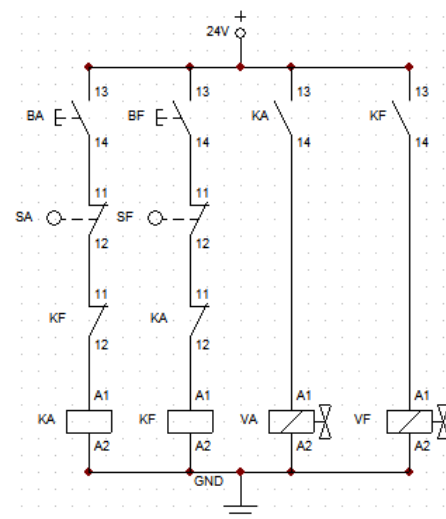 +
24V
13 13 13 13
BA BF KA KF
14 14 14 14
11 11
SA SF
12 12
11 11
KF KA
12 12
A1 A1 A1 A1
KA KF VA VF
A2 A2 A2 A2
GND